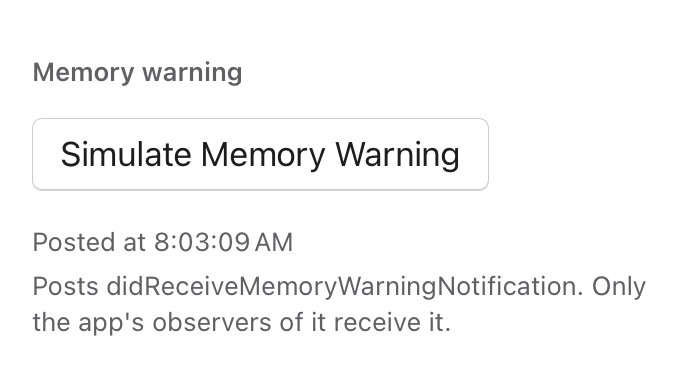 Memory warning
Simulate Memory Warning
Posted at 8:03:09 AM
Posts didReceiveMemoryWarningNotification. Only
the app's observers of it receive it.